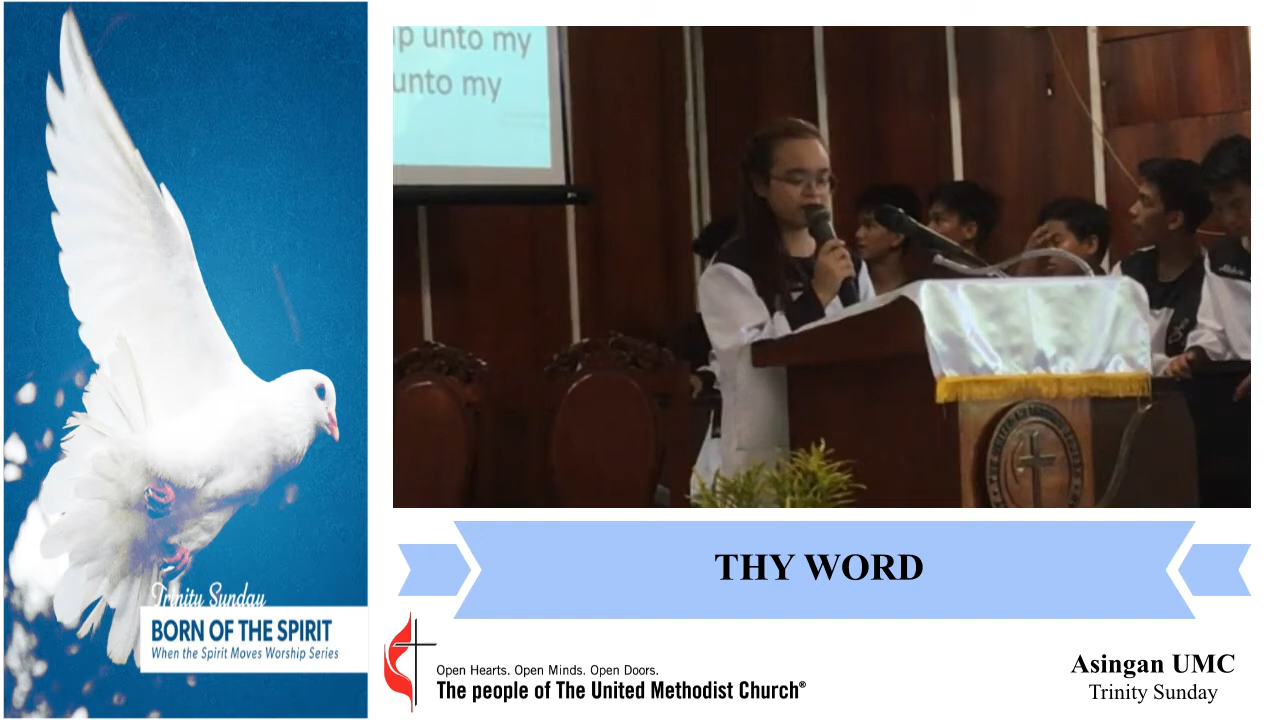 p unto my
unto my
THY WORD
Trinity Sunday
BORN OF THE SPIRIT
When the Spirit Moves Worship Series
Open Hearts. Open Minds. Open Doors.
The people of The United Methodist Church®
Asingan UMC
Trinity Sunday